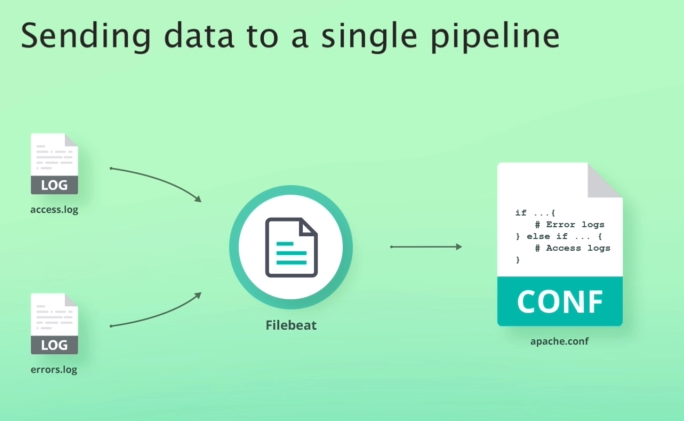 Sending data to a single pipeline
LOG
access.log
LOG
errors.log
Filebeat
if ...{
# Error logs
} else if ... {
# Access logs
}
CONF
apache.conf